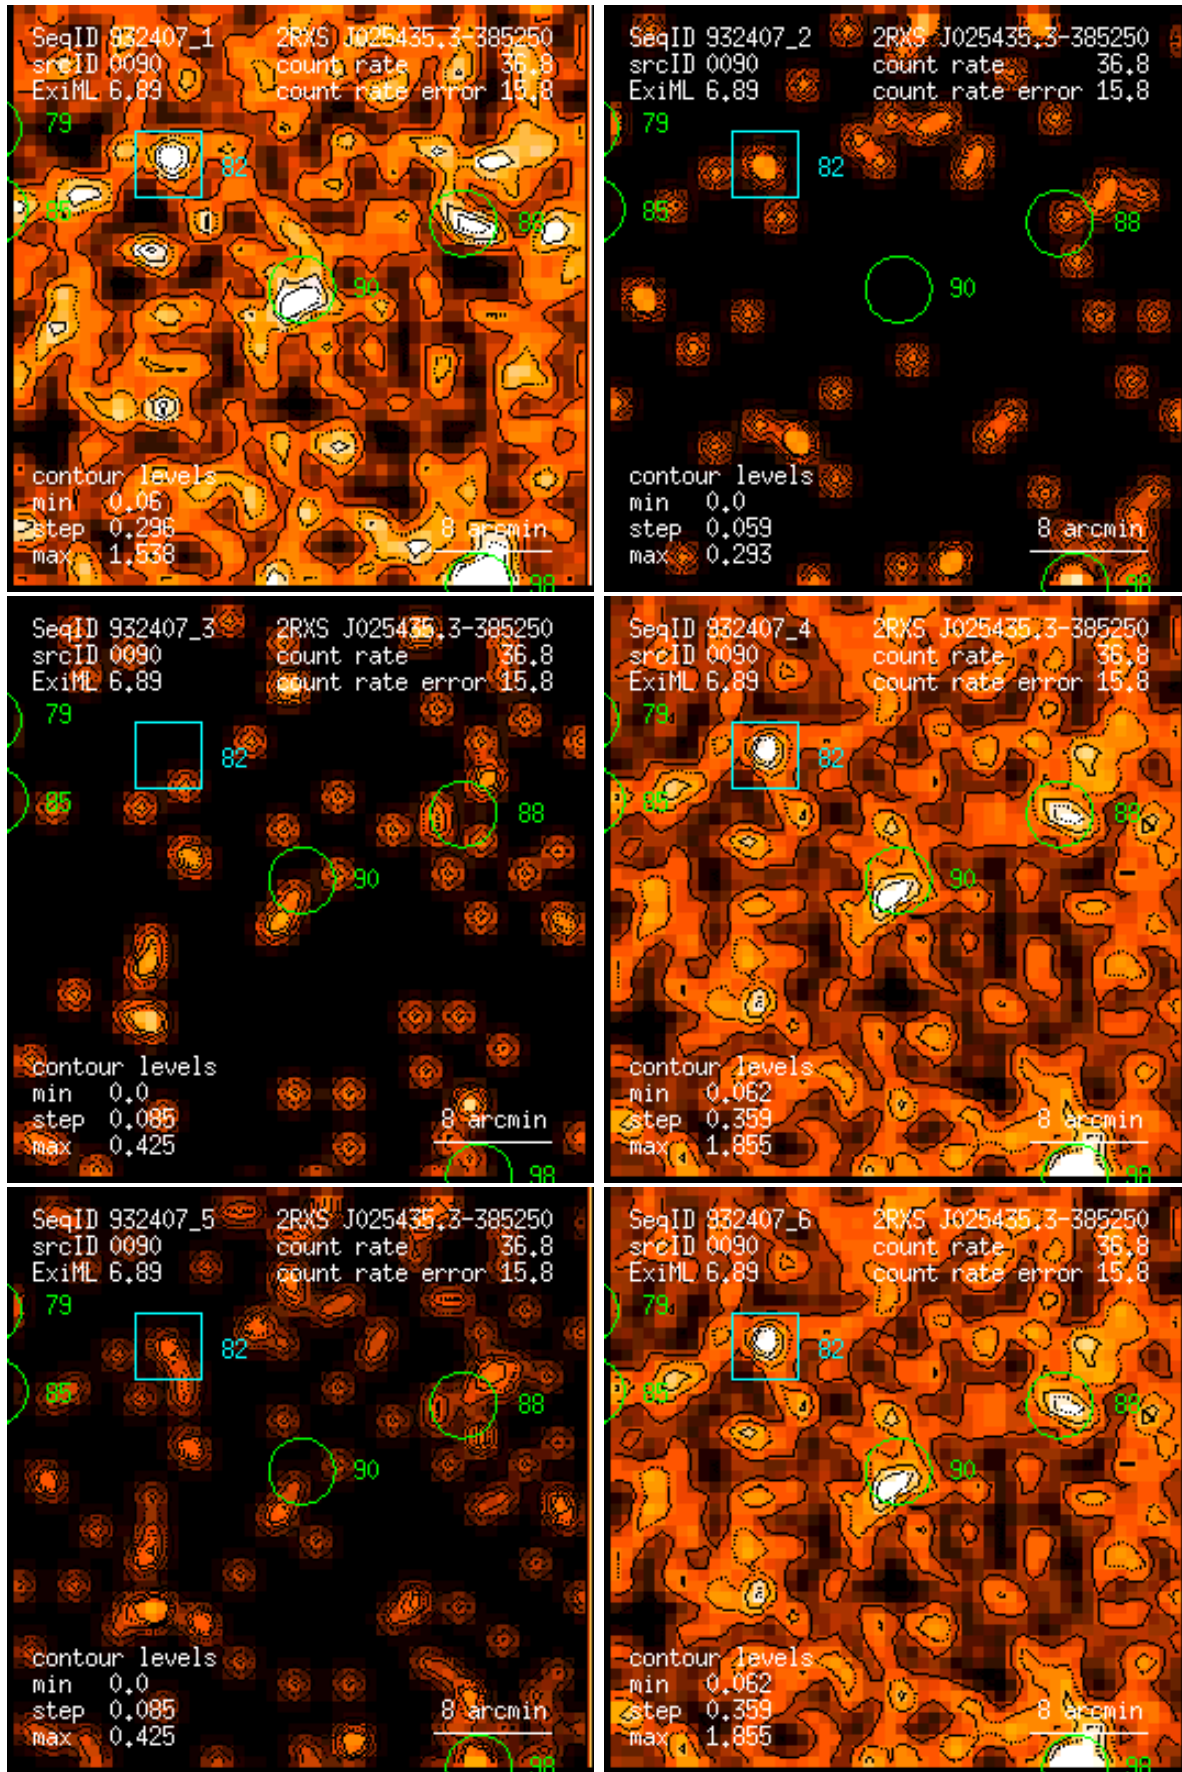 SeqID 932407_1 2RXS J025435.3-385250
srcID 0090 count rate 36.8
ExiML 6.89 count rate error 15.8
79
82
85
88
90
contour levels
min 0.06
step 0.296
max 1.538
8 arcmin
98
SeqID 932407_2 2RXS J025435.3-385250
srcID 0090 count rate 36.8
ExiML 6.89 count rate error 15.8
79
82
85
88
90
contour levels
min 0.0
step 0.059
max 0.293
8 arcmin
98
SeqID 932407_3 2RXS J025435.3-385250
srcID 0090 count rate 36.8
ExiML 6.89 count rate error 15.8
79
82
85
88
90
contour levels
min 0.0
step 0.085
max 0.425
8 arcmin
98
SeqID 932407_4 2RXS J025435.3-385250
srcID 0090 count rate 36.8
ExiML 6.89 count rate error 15.8
79
82
85
88
90
contour levels
min 0.062
step 0.359
max 1.855
8 arcmin
98
SeqID 932407_5 2RXS J025435.3-385250
srcID 0090 count rate 36.8
ExiML 6.89 count rate error 15.8
79
82
85
88
90
contour levels
min 0.0
step 0.085
max 0.425
8 arcmin
98
SeqID 932407_6 2RXS J025435.3-385250
srcID 0090 count rate 36.8
ExiML 6.89 count rate error 15.8
79
82
85
88
90
contour levels
min 0.062
step 0.359
max 1.855
8 arcmin
98